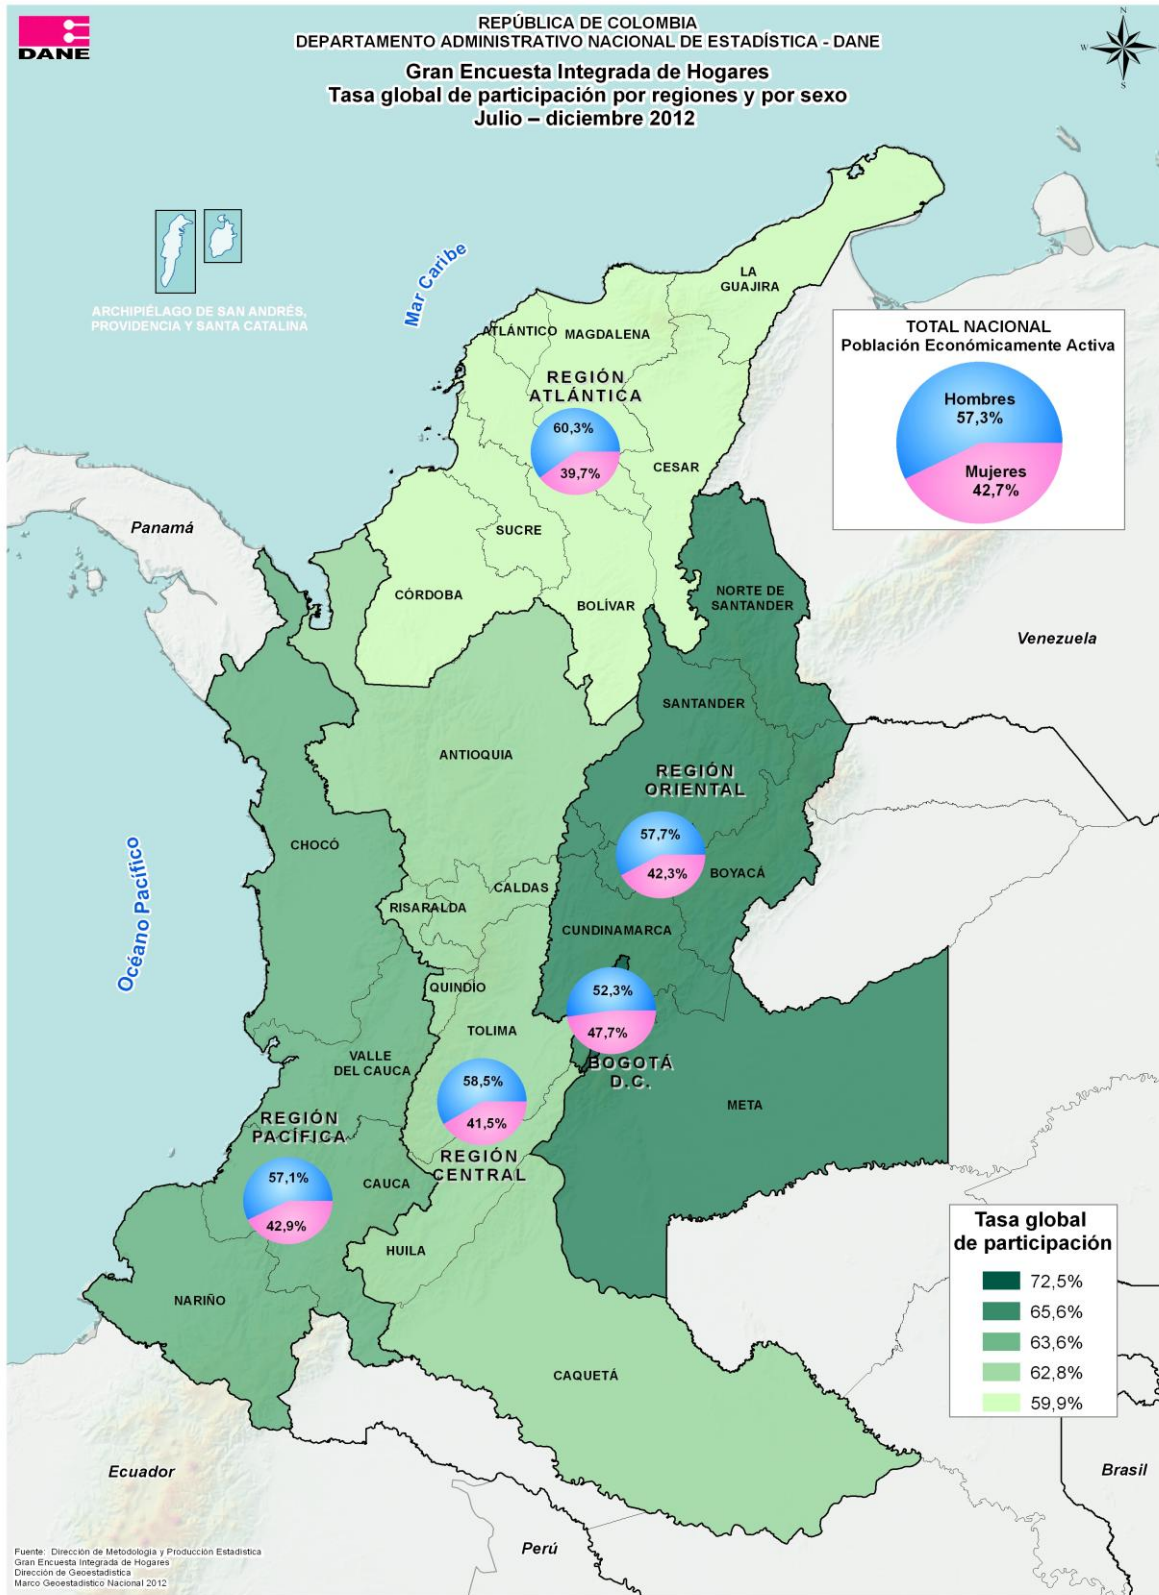 DANE
REPÚBLICA DE COLOMBIA
DEPARTAMENTO ADMINISTRATIVO NACIONAL DE ESTADÍSTICA - DANE
Gran Encuesta Integrada de Hogares
Tasa global de participación por regiones y por sexo
Julio – diciembre 2012
N
W
E
S
ARCHIPIÉLAGO DE SAN ANDRÉS,
PROVIDENCIA Y SANTA CATALINA
Mar Caribe
LA
GUAJIRA
ATLÁNTICO
MAGDALENA
REGIÓN
ATLÁNTICA
60,3%
39,7%
CESAR
TOTAL NACIONAL
Población Económicamente Activa
Hombres
57,3%
Mujeres
42,7%
Panamá
SUCRE
CÓRDOBA
BOLÍVAR
NORTE DE
SANTANDER
Venezuela
SANTANDER
ANTIOQUIA
REGIÓN
ORIENTAL
57,7%
42,3%
BOYACÁ
CHOCÓ
Océano Pacífico
CALDAS
RISARALDA
CUNDINAMARCA
QUINDIO
52,3%
47,7%
BOGOTÁ
D.C.
TOLIMA
VALLE
DEL CAUCA
58,5%
41,5%
REGIÓN
CENTRAL
META
REGIÓN
PACÍFICA
57,1%
42,9%
CAUCA
HUILA
NARIÑO
CAQUETÁ
Tasa global
de participación
72,5%
65,6%
63,6%
62,8%
59,9%
Ecuador
Perú
Brasil
Fuente: Dirección de Metodología y Producción Estadística
Gran Encuesta Integrada de Hogares
Dirección de Geoestadística
Marco Geoestadístico Nacional 2012